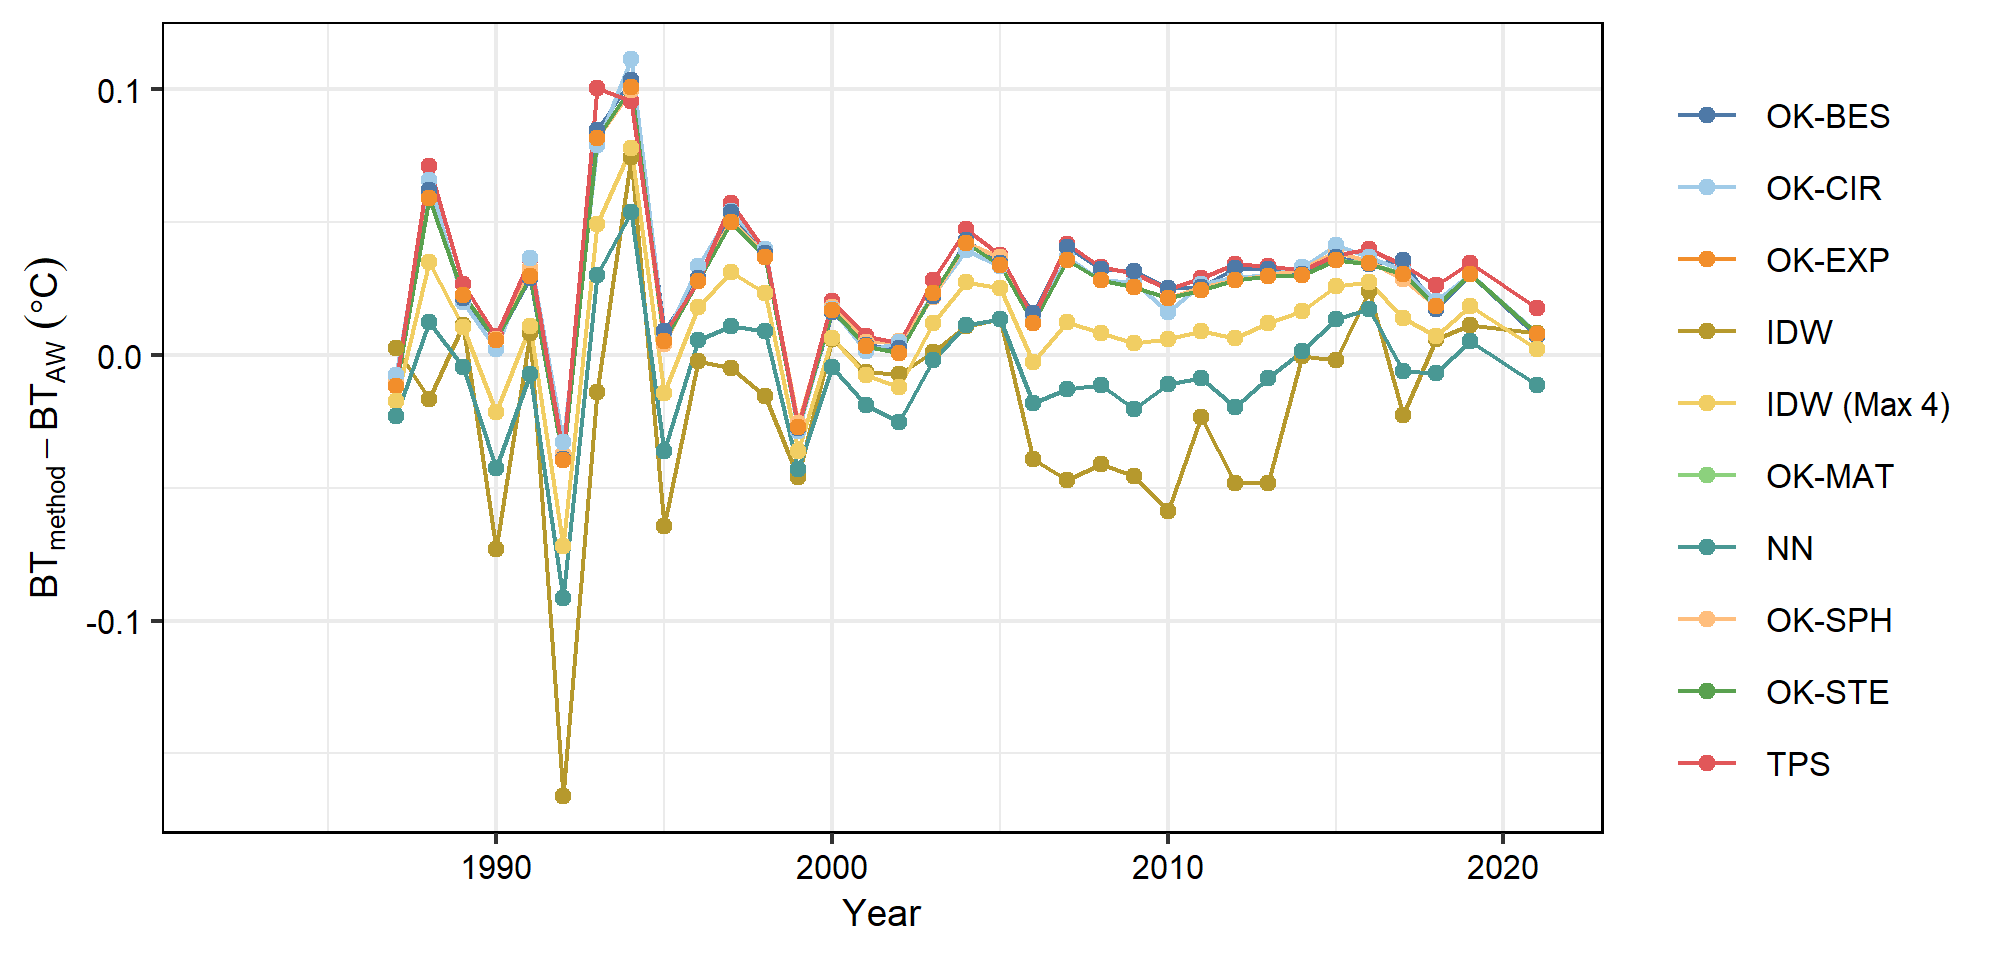 0.1
0.0
-0.1
BTmethod − BTAW (°C)
1990 2000 2010 2020
Year
OK-BES
OK-CIR
OK-EXP
IDW
IDW (Max 4)
OK-MAT
NN
OK-SPH
OK-STE
TPS